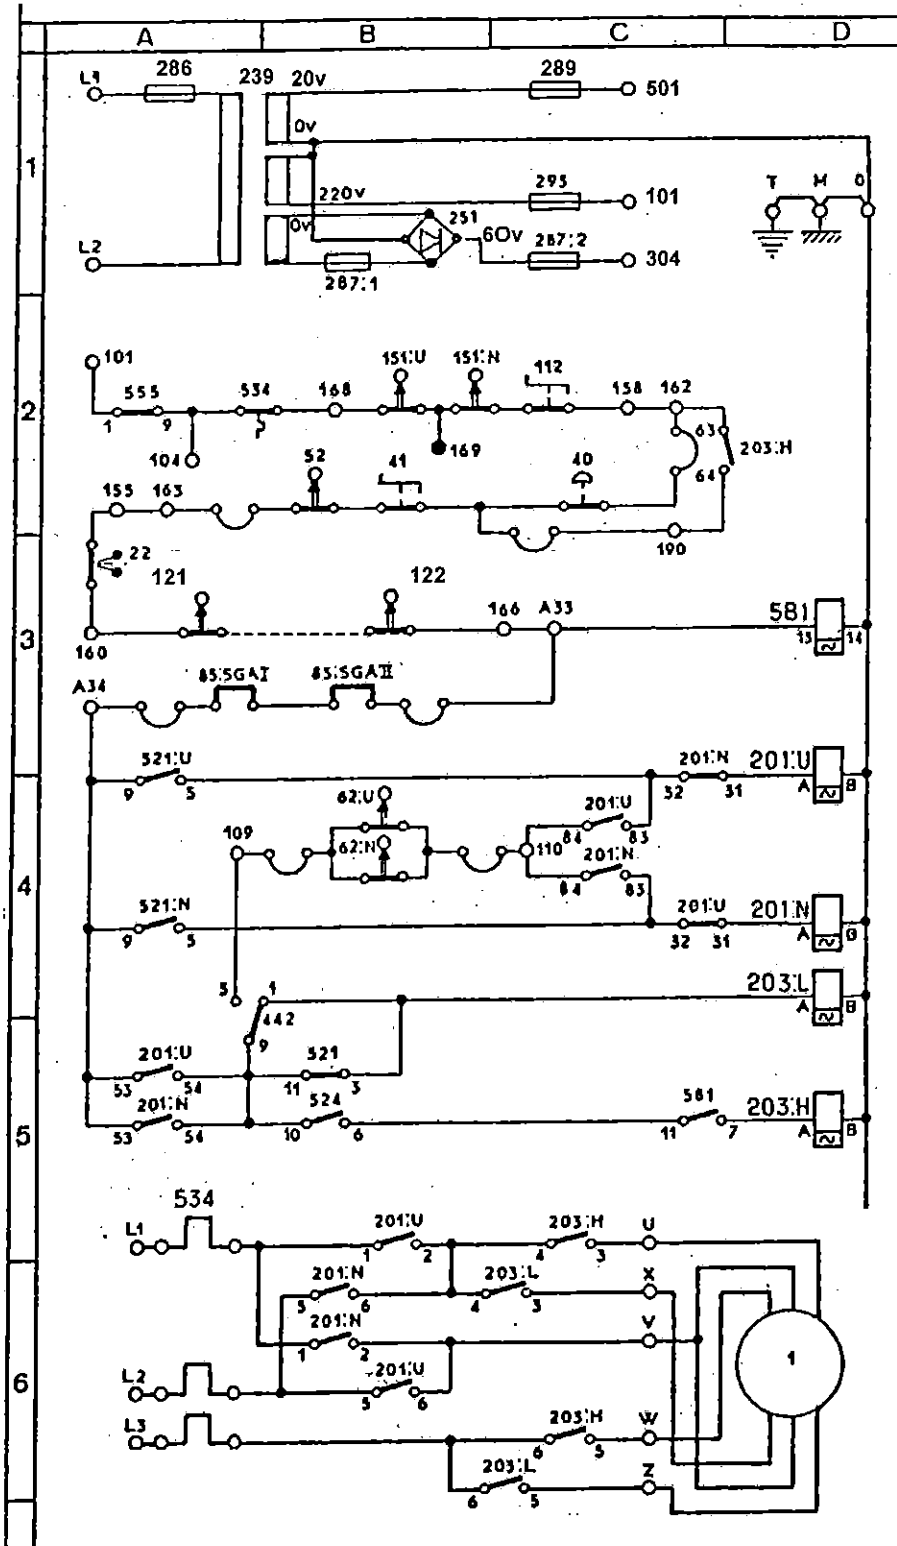 A B C D
1
L1 286 239 20v 289 501
0v
220v 295 101
T M 0
0v 251 60v
L2 287:1 287:2 304
2
101
555 534 168 151:U 151:N 112 158 162
1 9
104 169 63 203:H
64
155 163 52 41 40
190
3
22 121 122
160 166 A33 581
13 14
A34 85:SGAI 85:SGAII
521:U 201:N 201:U
9 5 32 31 A B
4
62:U 201:U
84 83
109 62:N 110 201:N
84 83
521:N 201:U 201:N
9 5 32 31 A B
5 1 203:L
442 A B
9
5
201:U 521
53 54 11 3
201:N 524 581 203:H
53 54 10 6 11 7 A B
534
L1 201:U 203:H U
1 2 4 3
6
201:N 203:L X
5 6 4 3
201:N V
1 2
1
L2 201:U
5 6
L3 203:H W
6 5
203:L Z
6 5